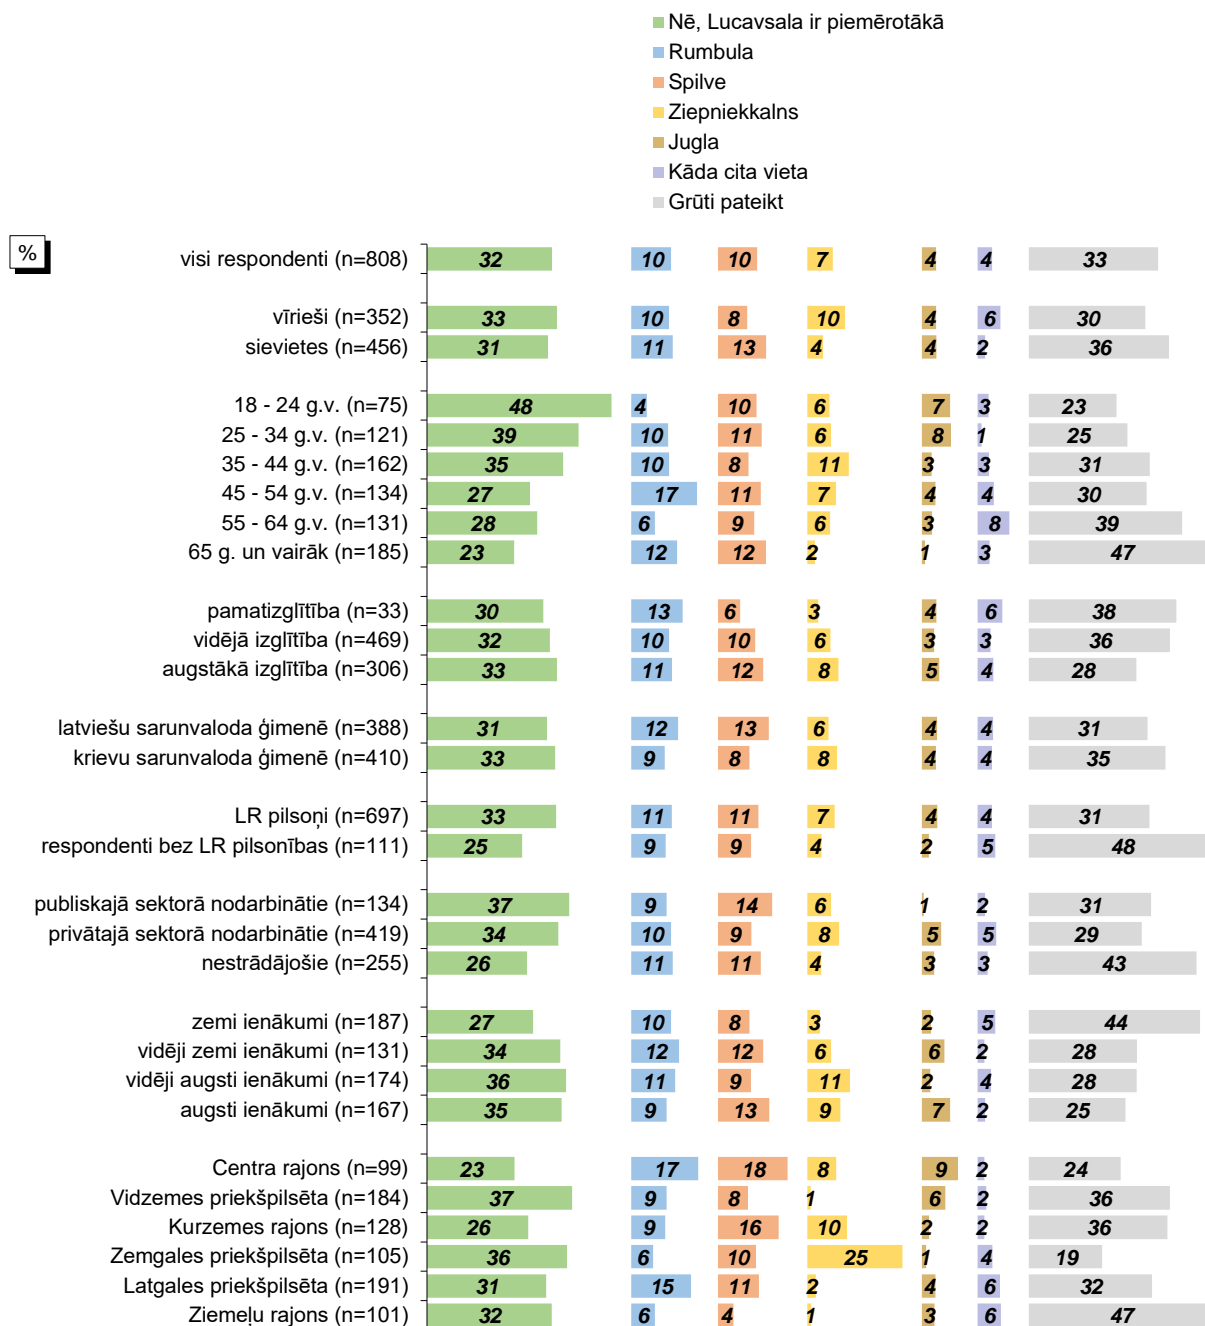 Nē, Lucavsala ir piemērotākā
Rumbula
Spilve
Ziepniekkalns
Jugla
Kāda cita vieta
Grūti pateikt
%
visi respondenti (n=808) 32 10 10 7 4 4 33
vīrieši (n=352) 33 10 8 10 4 6 30
sievietes (n=456) 31 11 13 4 4 2 36
18 - 24 g.v. (n=75) 48 4 10 6 7 3 23
25 - 34 g.v. (n=121) 39 10 11 6 8 1 25
35 - 44 g.v. (n=162) 35 10 8 11 3 3 31
45 - 54 g.v. (n=134) 27 17 11 7 4 4 30
55 - 64 g.v. (n=131) 28 6 9 6 3 8 39
65 g. un vairāk (n=185) 23 12 12 2 1 3 47
pamatizglītība (n=33) 30 13 6 3 4 6 38
vidējā izglītība (n=469) 32 10 10 6 3 3 36
augstākā izglītība (n=306) 33 11 12 8 5 4 28
latviešu sarunvaloda ģimenē (n=388) 31 12 13 6 4 4 31
krievu sarunvaloda ģimenē (n=410) 33 9 8 8 4 4 35
LR pilsoņi (n=697) 33 11 11 7 4 4 31
respondenti bez LR pilsonības (n=111) 25 9 9 4 2 5 48
publiskajā sektorā nodarbinātie (n=134) 37 9 14 6 1 2 31
privātajā sektorā nodarbinātie (n=419) 34 10 9 8 5 5 29
nestrādājošie (n=255) 26 11 11 4 3 3 43
zemi ienākumi (n=187) 27 10 8 3 2 5 44
vidēji zemi ienākumi (n=131) 34 12 12 6 6 2 28
vidēji augsti ienākumi (n=174) 36 11 9 11 2 4 28
augsti ienākumi (n=167) 35 9 13 9 7 2 25
Centra rajons (n=99) 23 17 18 8 9 2 24
Vidzemes priekšpilsēta (n=184) 37 9 8 1 6 2 36
Kurzemes rajons (n=128) 26 9 16 10 2 2 36
Zemgales priekšpilsēta (n=105) 36 6 10 25 1 4 19
Latgales priekšpilsēta (n=191) 31 15 11 2 4 6 32
Ziemeļu rajons (n=101) 32 6 4 1 3 6 47